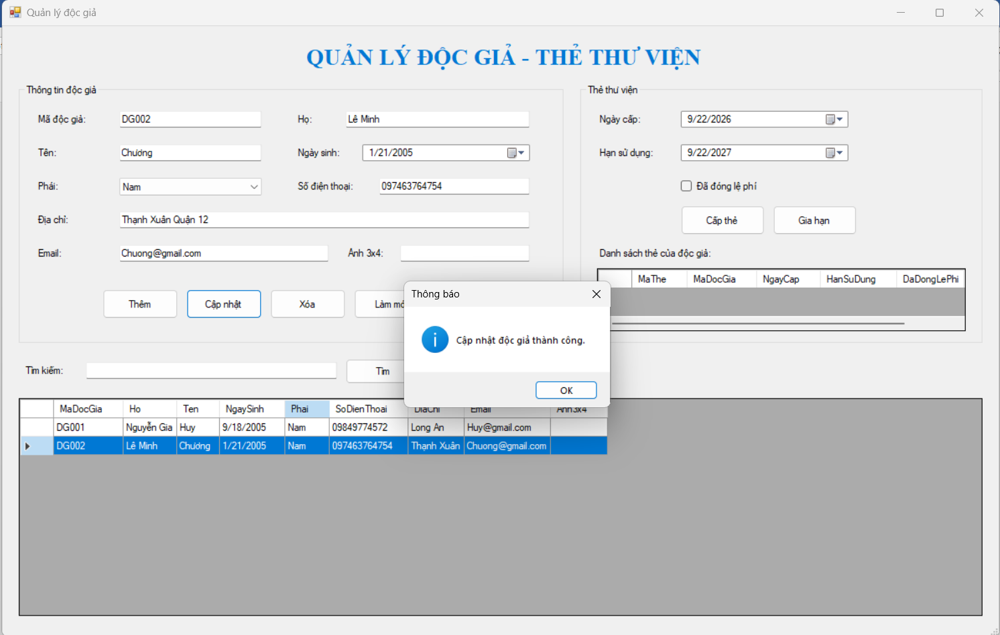 Quản lý độc giả
QUẢN LÝ ĐỘC GIẢ - THẺ THƯ VIỆN
Thông tin độc giả
Mã độc giả: DG002 Họ: Lê Minh
Tên: Chương Ngày sinh: 1/21/2005
Phái: Nam Số điện thoại: 097463764754
Địa chỉ: Thạnh Xuân Quận 12
Email: Chuong@gmail.com Ảnh 3x4:
Thêm Cập nhật Xóa Làm
Thẻ thư viện
Ngày cấp: 9/22/2026
Hạn sử dụng: 9/22/2027
Đã đóng lệ phí
Cấp thẻ Gia hạn
Danh sách thẻ của độc giả:
MaThe MaDocGia NgayCap HanSuDung DaDongLePhi
Thông báo
Cập nhật độc giả thành công.
OK
Tìm kiếm: Tìm
MaDocGia Ho Ten NgaySinh Phai SoDienThoai DiaChi Email Anh3x4
DG001 Nguyễn Gia Huy 9/18/2005 Nam 09849774572 Long An Huy@gmail.com
DG002 Lê Minh Chương 1/21/2005 Nam 097463764754 Thạnh Xuân Chuong@gmail.com